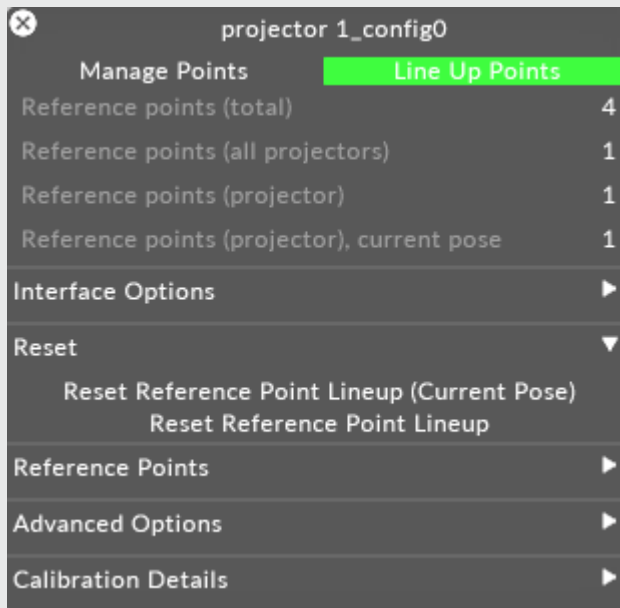 projector 1_config0
Manage Points Line Up Points
Reference points (total) 4
Reference points (all projectors) 1
Reference points (projector) 1
Reference points (projector), current pose 1
Interface Options
Reset
Reset Reference Point Lineup (Current Pose)
Reset Reference Point Lineup
Reference Points
Advanced Options
Calibration Details